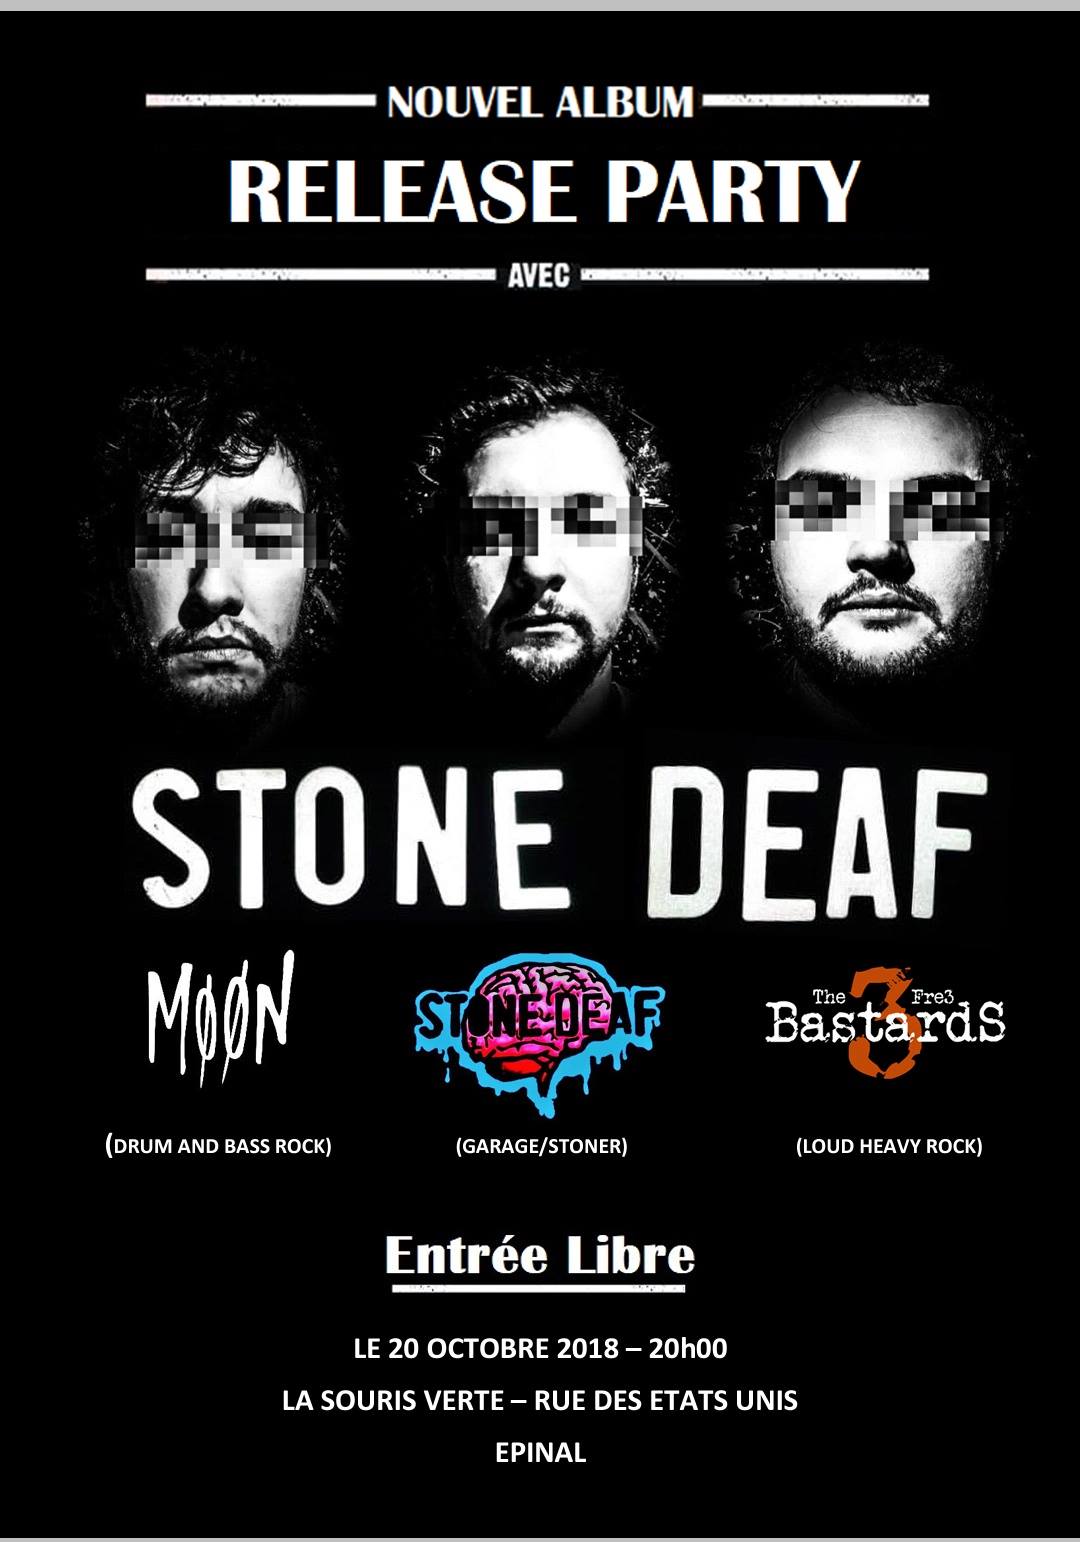 NOUVEL ALBUM
RELEASE PARTY
AVEC
STONE DEAF
MØØN
STONE DEAF
The 3 Fre3
BastardS
(DRUM AND BASS ROCK)
(GARAGE/STONER)
(LOUD HEAVY ROCK)
Entrée Libre
LE 20 OCTOBRE 2018 – 20h00
LA SOURIS VERTE – RUE DES ETATS UNIS
EPINAL